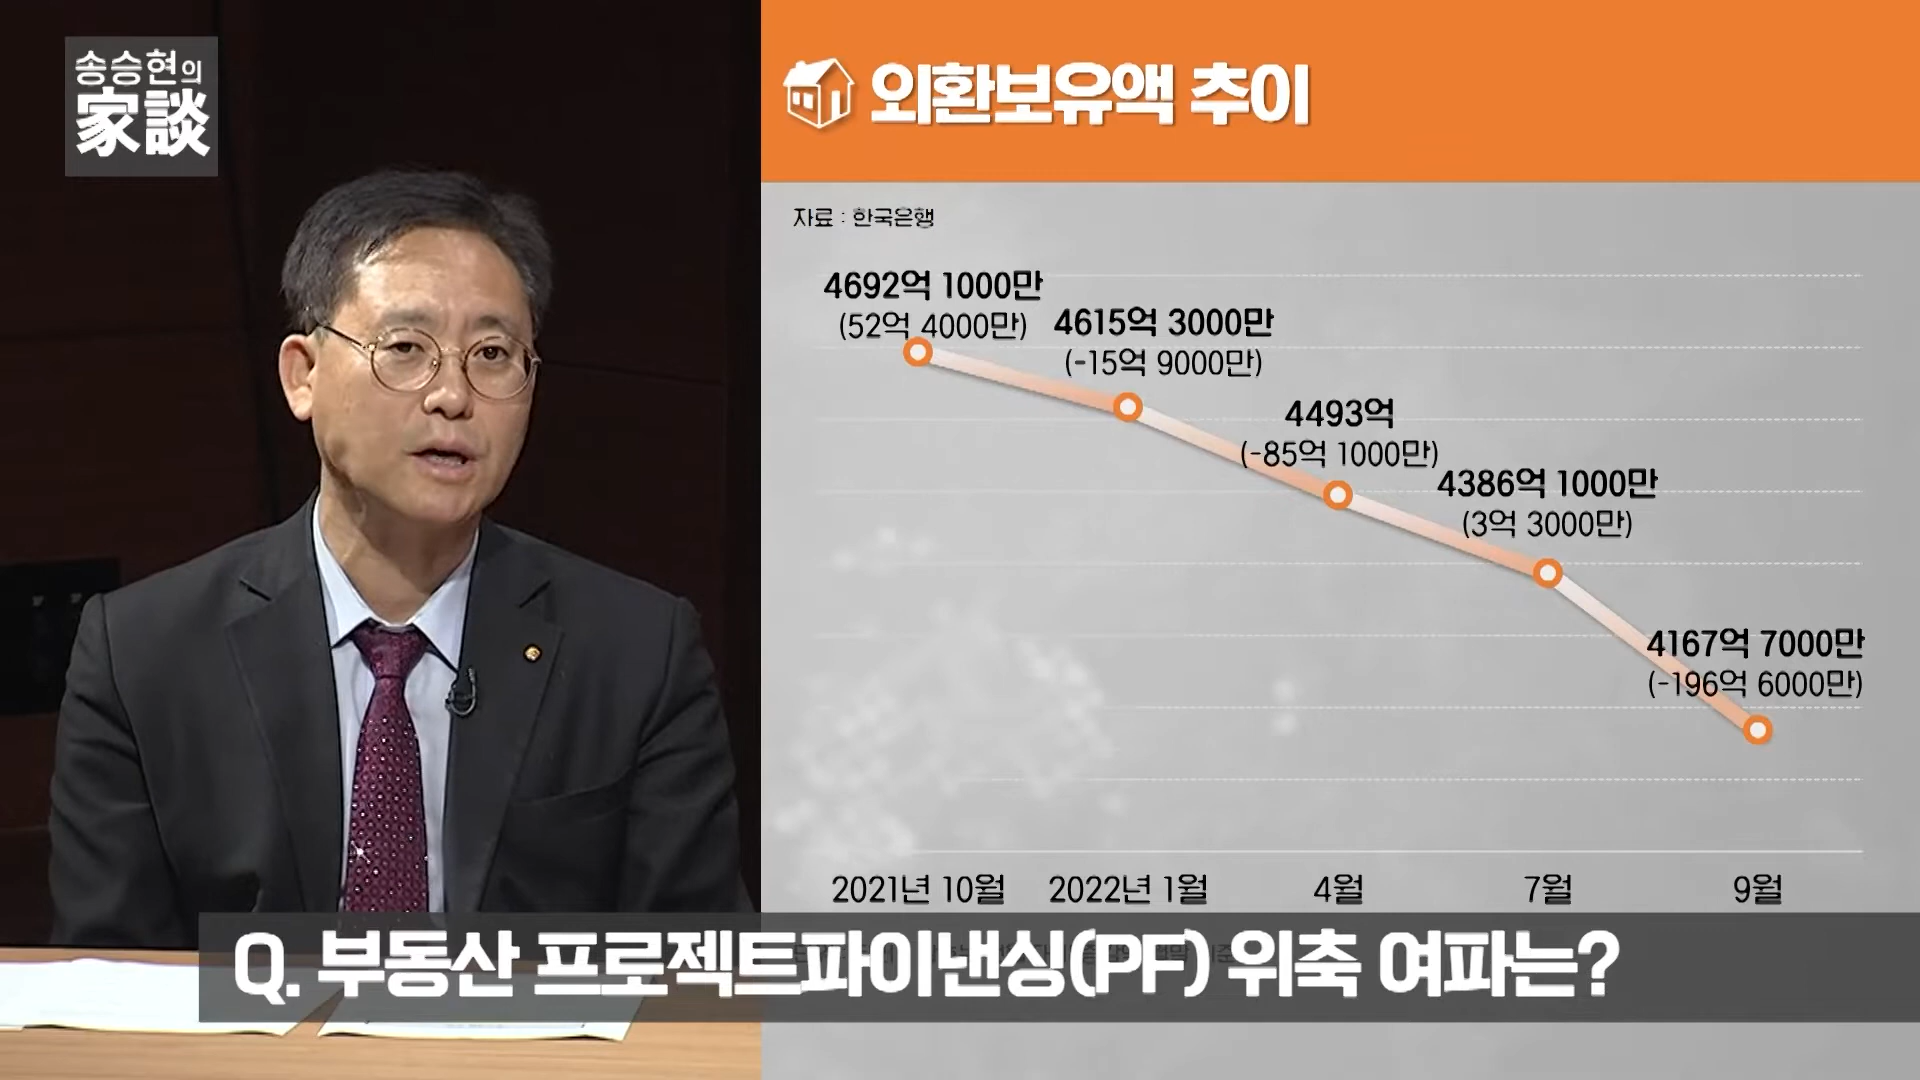 송승현의
家談
외환보유액 추이
자료 : 한국은행
4692억 1000만
(52억 4000만)
4615억 3000만
(-15억 9000만)
4493억
(-85억 1000만)
4386억 1000만
(3억 3000만)
4167억 7000만
(-196억 6000만)
2021년 10월
2022년 1월
4월
7월
9월
Q. 부동산 프로젝트파이낸싱(PF) 위축 여파는?